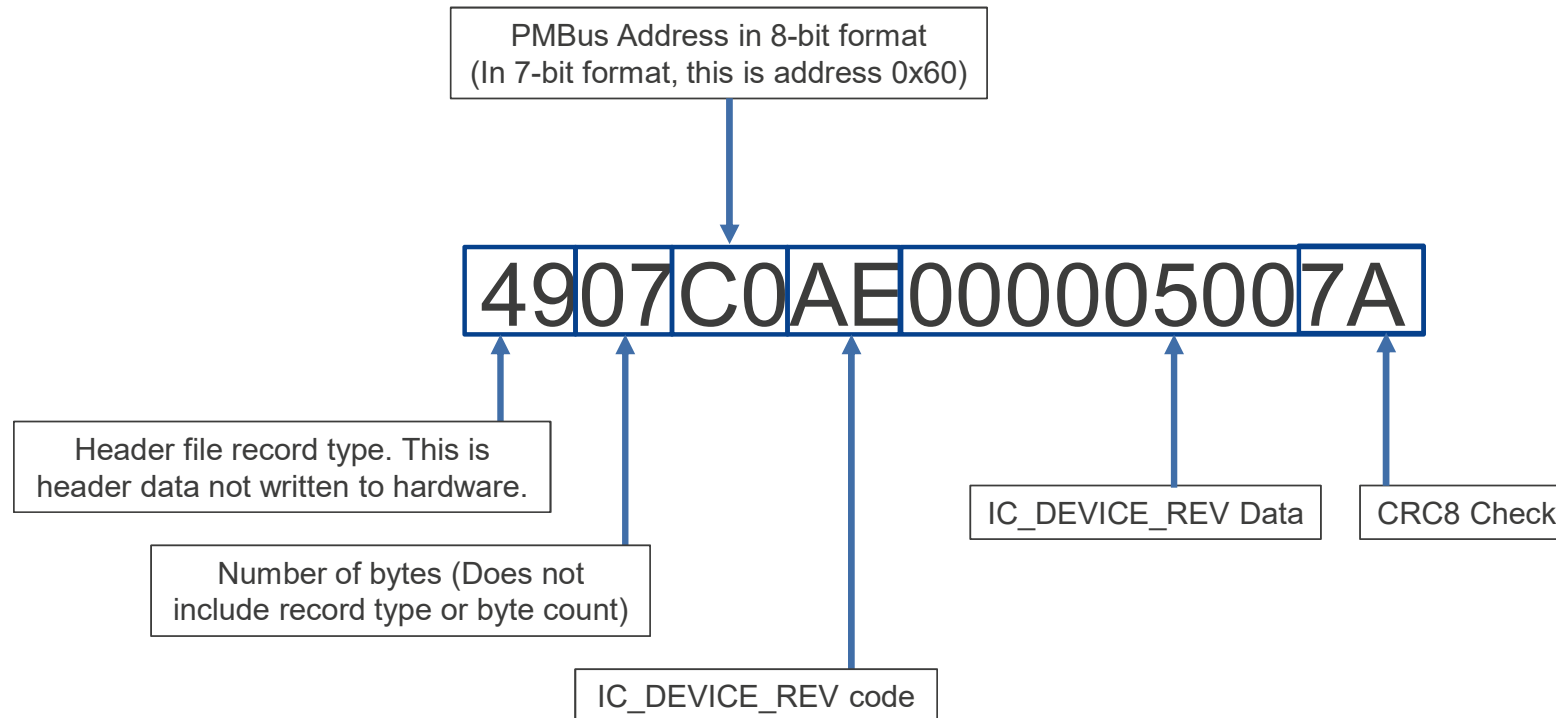 PMBus Address in 8-bit format
(In 7-bit format, this is address 0x60)
4907C0AE000005007A
Header file record type. This is
header data not written to hardware.
IC_DEVICE_REV Data
CRC8 Check
Number of bytes (Does not
include record type or byte count)
IC_DEVICE_REV code